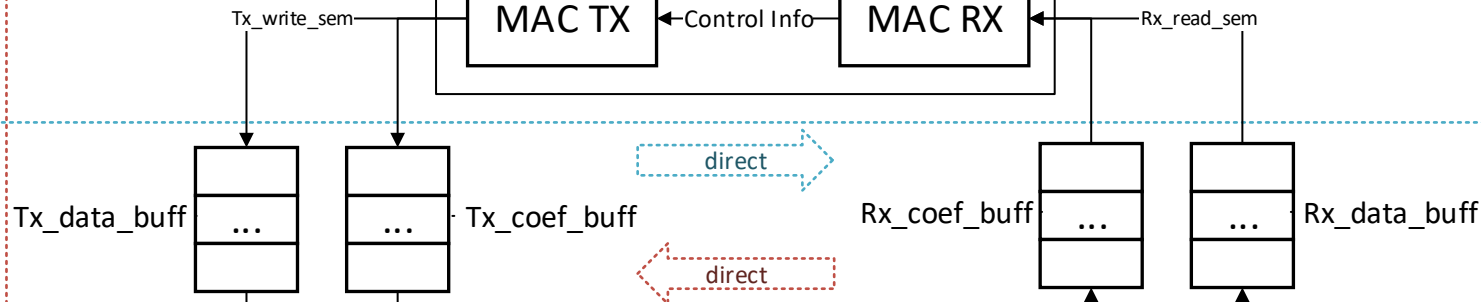 Tx_write_sem
MAC TX
Control Info
MAC RX
Rx_read_sem
direct
Tx_data_buff
...
...
Tx_coef_buff
Rx_coef_buff
...
...
Rx_data_buff
direct